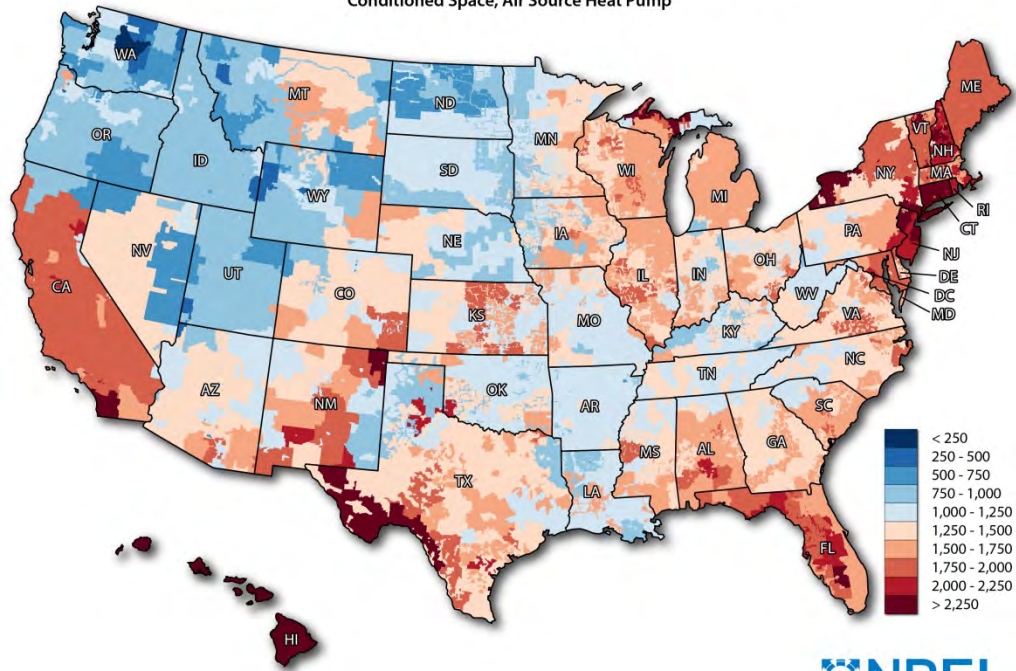 Conditioned Space, Air Source Heat Pump
WA
MT
ND
ME
OR
ID
MN
VT
NH
SD
WI
NY
MA
WY
MI
RI
CT
NE
IA
PA
NJ
NV
UT
CO
IL
IN
OH
DE
DC
MD
CA
KS
MO
WV
VA
KY
AZ
NM
OK
TN
NC
AR
SC
MS
AL
GA
TX
LA
FL
HI
< 250
250 - 500
500 - 750
750 - 1,000
1,000 - 1,250
1,250 - 1,500
1,500 - 1,750
1,750 - 2,000
2,000 - 2,250
> 2,250
NREL